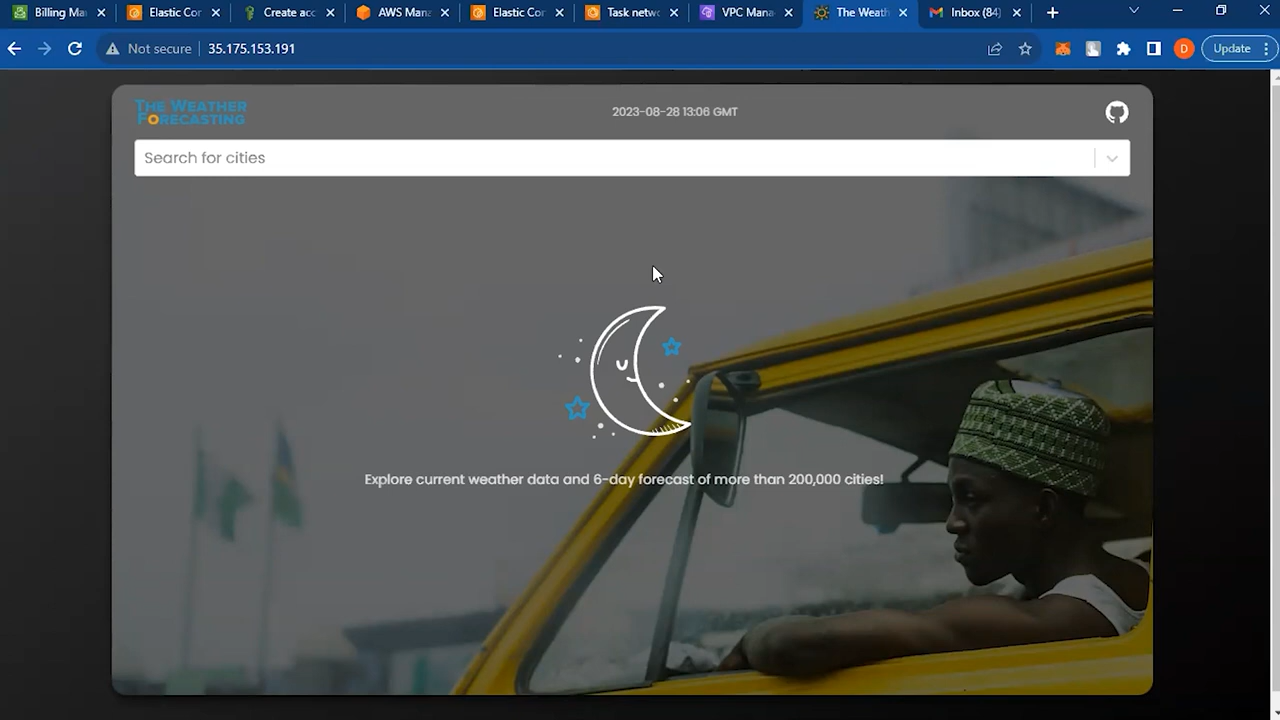 Billing Ma
Elastic Cor
Create acc
AWS Mana
Elastic Cor
Task netwo
VPC Mana
The Weath
Inbox (84)
Not secure
35.175.153.191
D
Update
THE WEATHER
FORECASTING
2023-08-28 13:06 GMT
Search for cities
Explore current weather data and 6-day forecast of more than 200,000 cities!